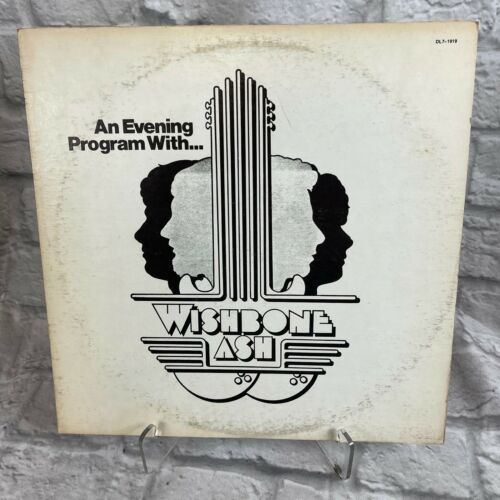 DL7-1919
An Evening
Program With...
WISHBONE
ASH